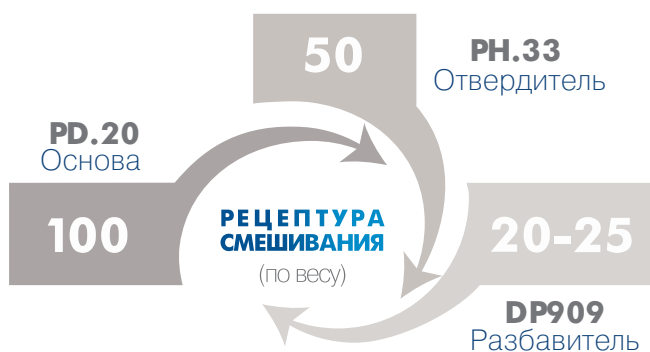 50
PH.33
Отвердитель
PD.20
Основа
100
РЕЦЕПТУРА
СМЕШИВАНИЯ
(по весу)
20-25
DP909
Разбавитель